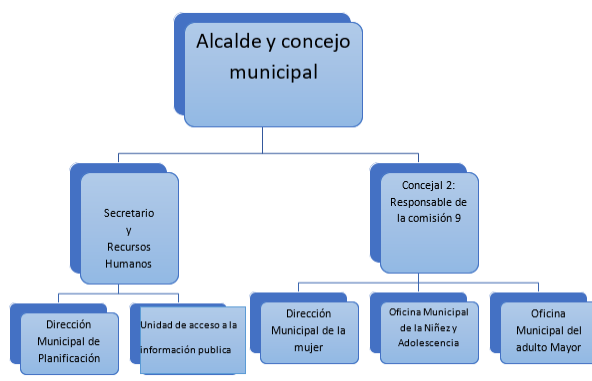 Alcalde y concejo
municipal
Secretario
y
Recursos
Humanos
Concejal 2:
Responsable de
la comisión 9
Dirección
Municipal de
Planificación
Unidad de acceso a la
información publica
Dirección
Municipal de la
mujer
Oficina Municipal
de la Niñez y
Adolescencia
Oficina
Municipal del
adulto Mayor